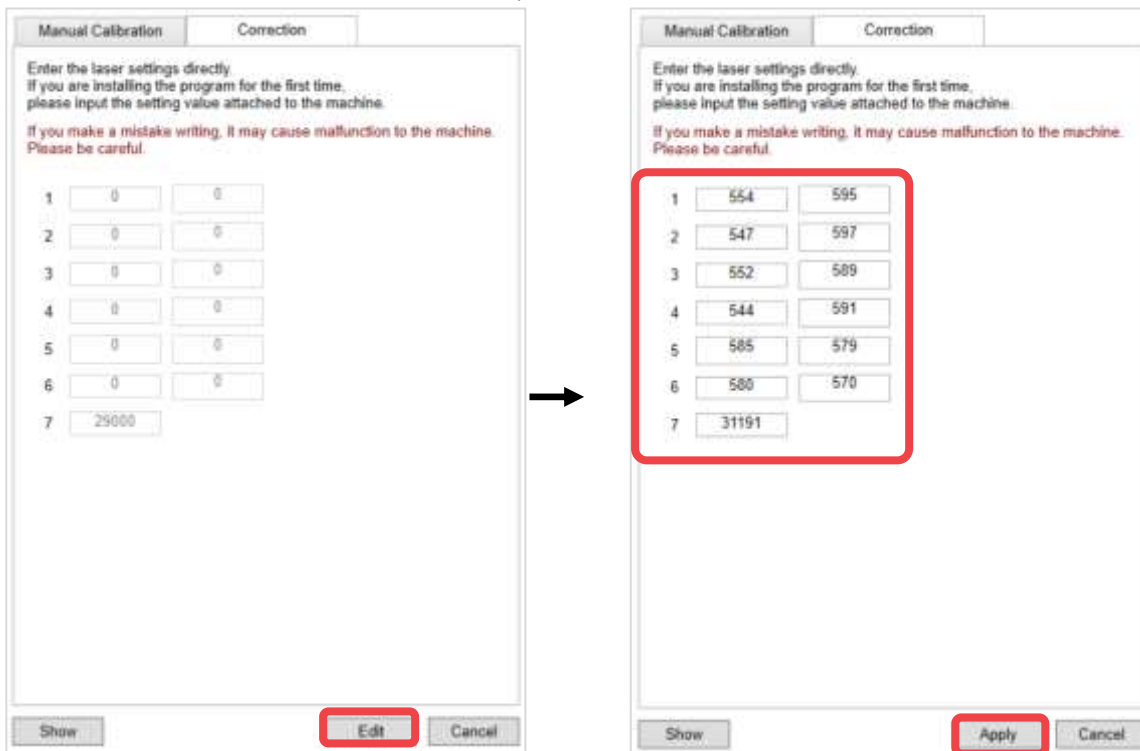 Manual Calibration Correction
Enter the laser settings directly.
If you are installing the program for the first time,
please input the setting value attached to the machine.
If you make a mistake writing, it may cause malfunction to the machine.
Please be careful.
1 0 0
2 0 0
3 0 0
4 0 0
5 0 0
6 0 0
7 29000
Show Edit Cancel
Manual Calibration Correction
Enter the laser settings directly.
If you are installing the program for the first time,
please input the setting value attached to the machine.
If you make a mistake writing, it may cause malfunction to the machine.
Please be careful.
1 554 595
2 547 597
3 552 589
4 544 591
5 585 579
6 580 570
7 31191
Show Apply Cancel